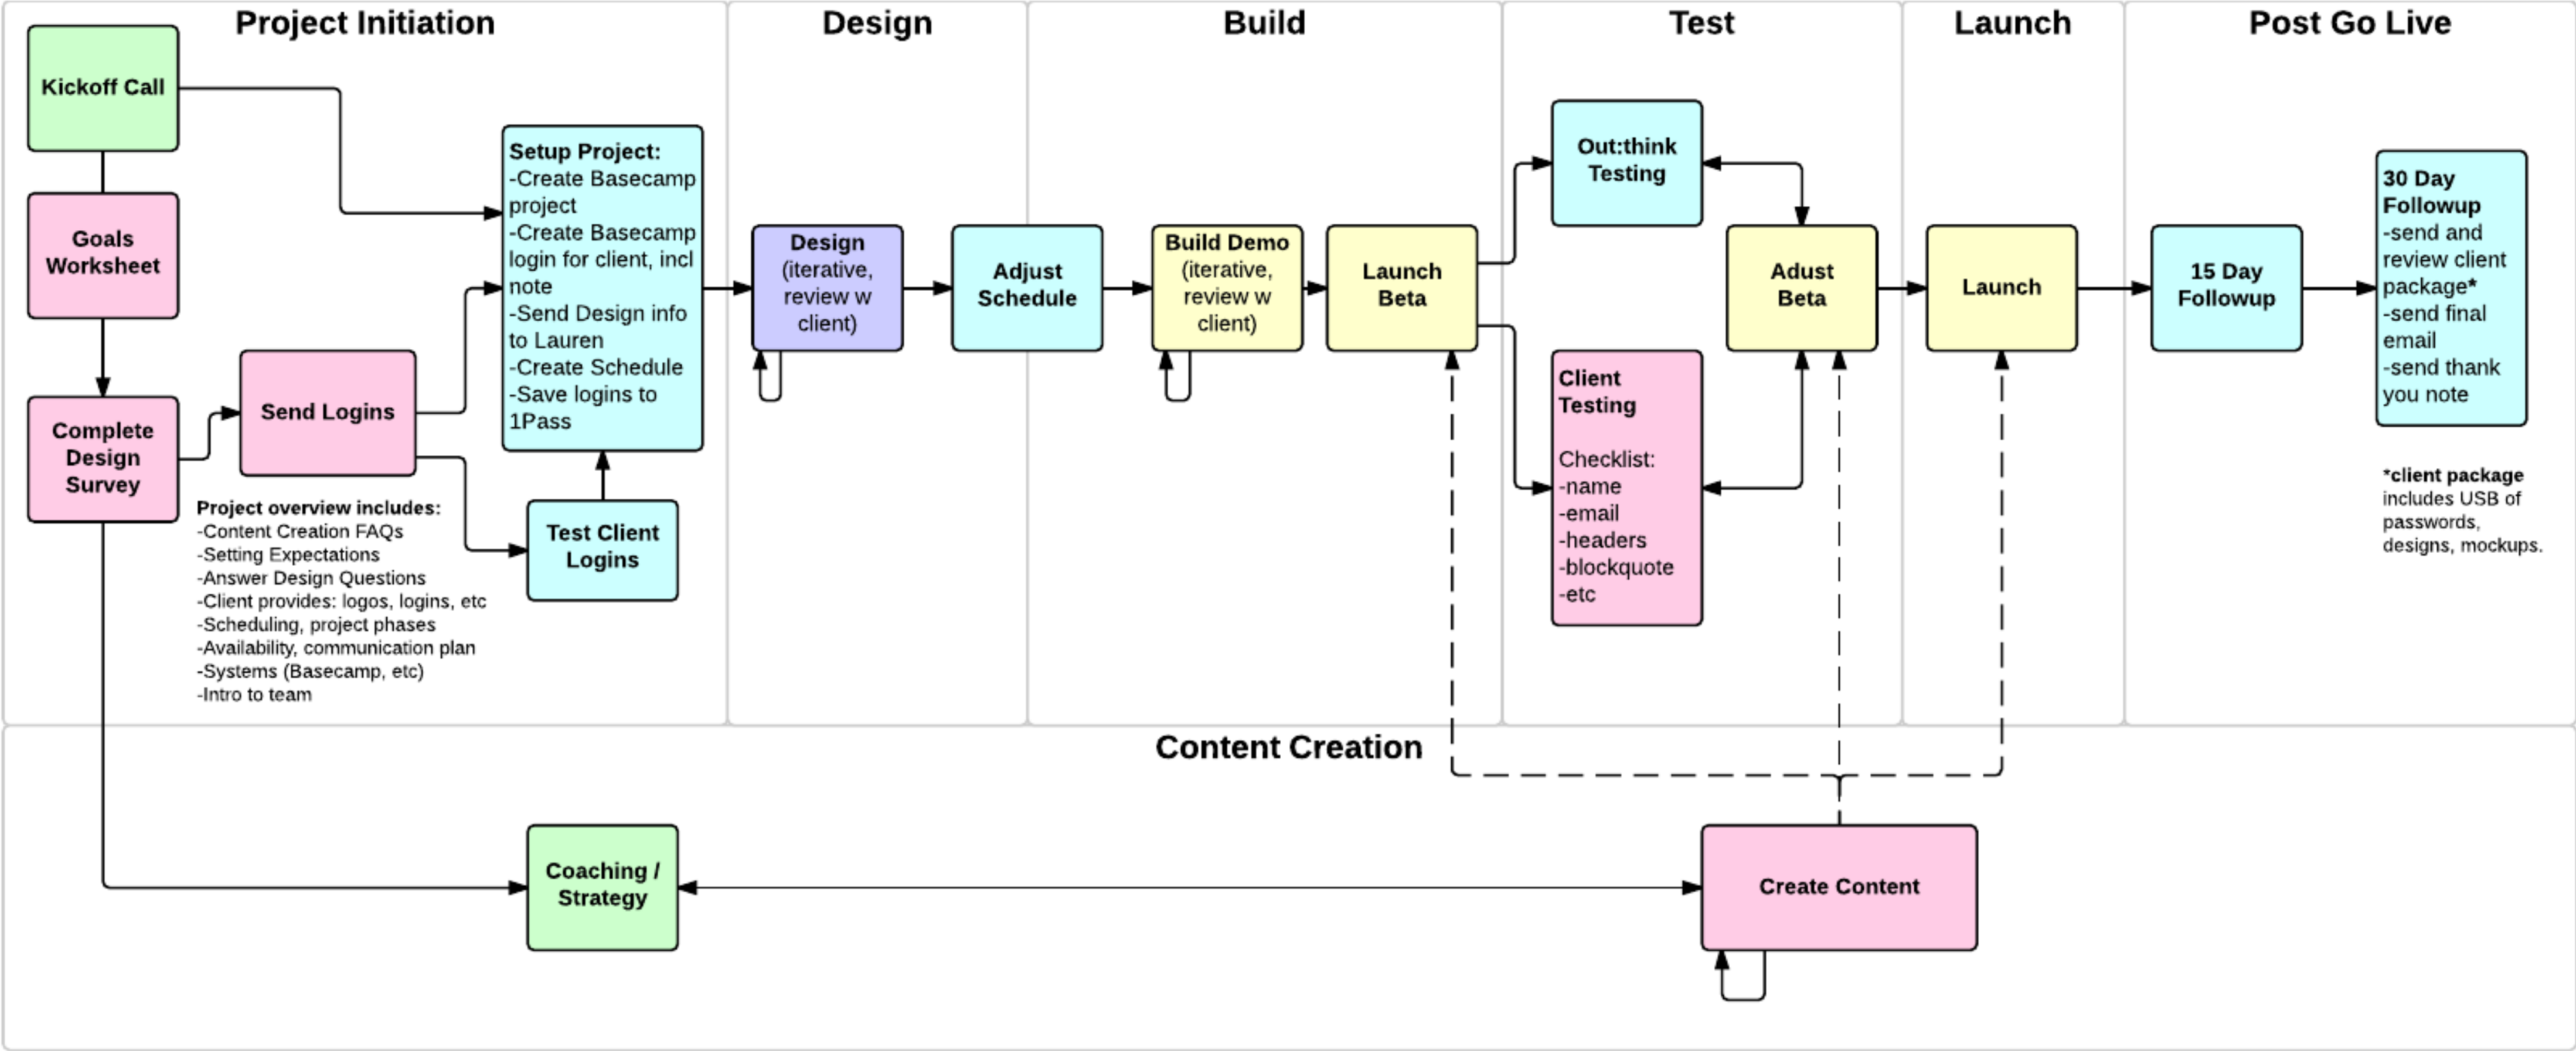 Project Initiation
Design
Build
Test
Launch
Post Go Live
Kickoff Call
Goals
Worksheet
Complete
Design
Survey
Send Logins
Project overview includes:
-Content Creation FAQs
-Setting Expectations
-Answer Design Questions
-Client provides: logos, logins, etc
-Scheduling, project phases
-Availability, communication plan
-Systems (Basecamp, etc)
-Intro to team
Setup Project:
-Create Basecamp
project
-Create Basecamp
login for client, incl
note
-Send Design info
to Lauren
-Create Schedule
-Save logins to
1Pass
Test Client
Logins
Design
(iterative,
review w
client)
Adjust
Schedule
Build Demo
(iterative,
review w
client)
Launch
Beta
Out:think
Testing
Client
Testing
Checklist:
-name
-email
-headers
-blockquote
-etc
Adust
Beta
Launch
15 Day
Followup
30 Day
Followup
-send and
review client
package*
-send final
email
-send thank
you note
*client package
includes USB of
passwords,
designs, mockups.
Content Creation
Coaching /
Strategy
Create Content